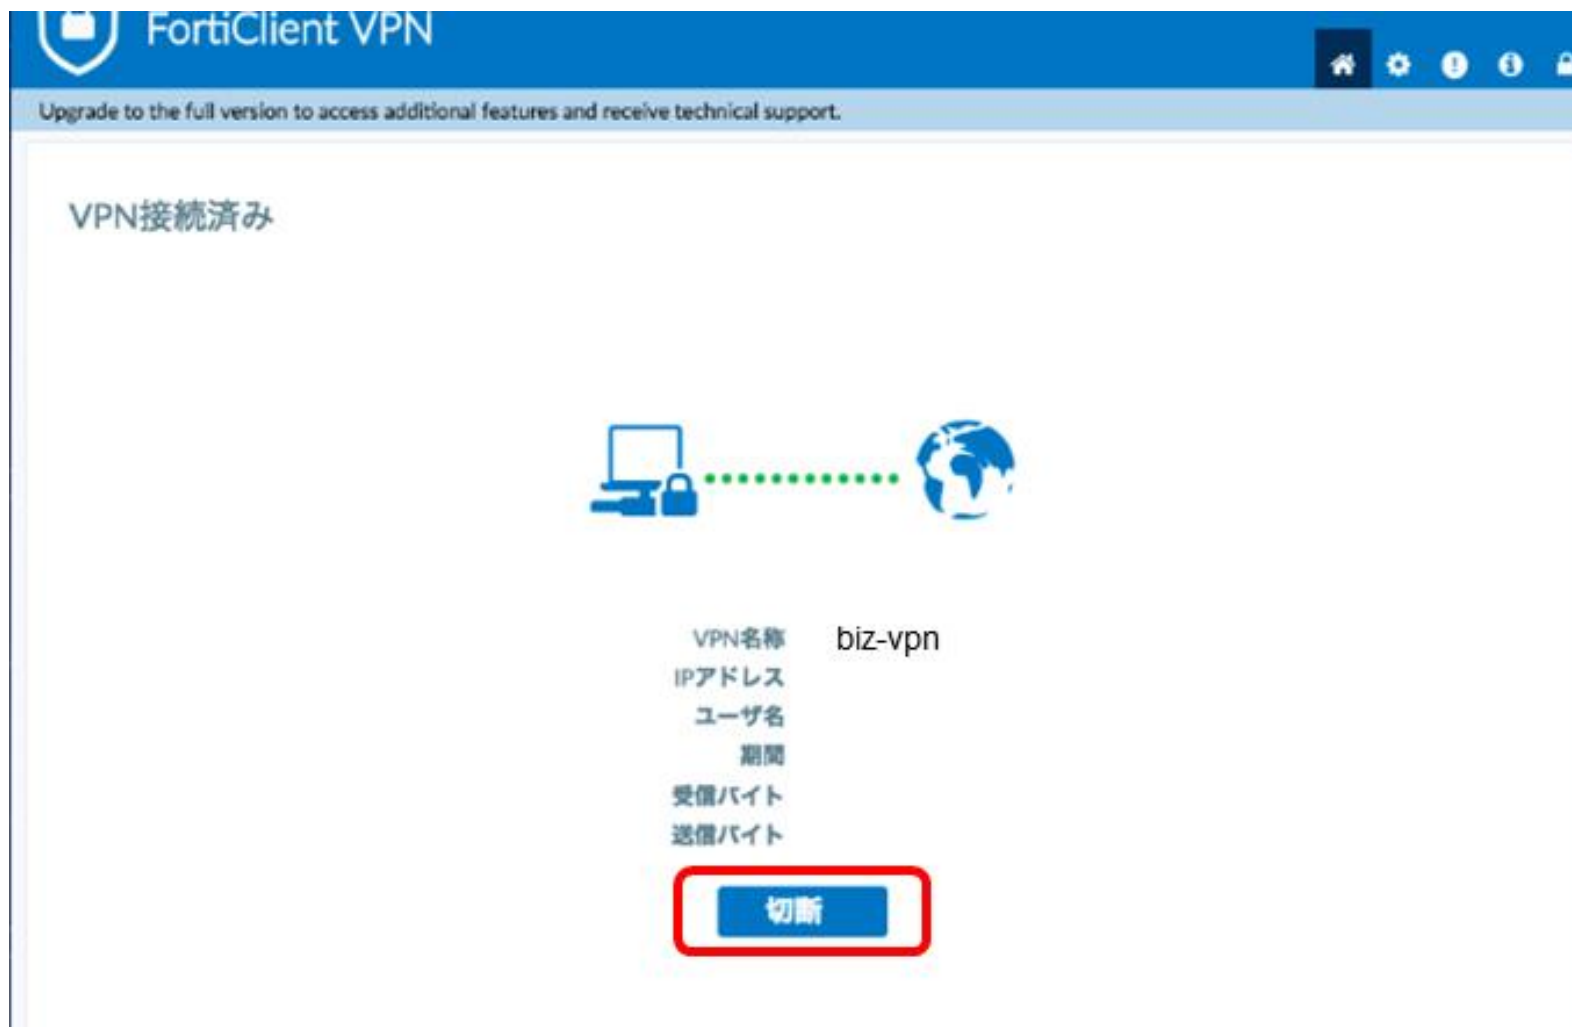 FortiClient VPN
Upgrade to the full version to access additional features and receive technical support.
VPN接続済み
VPN名称 biz-vpn
IPアドレス
ユーザ名
期間
受信バイト
送信バイト
切断